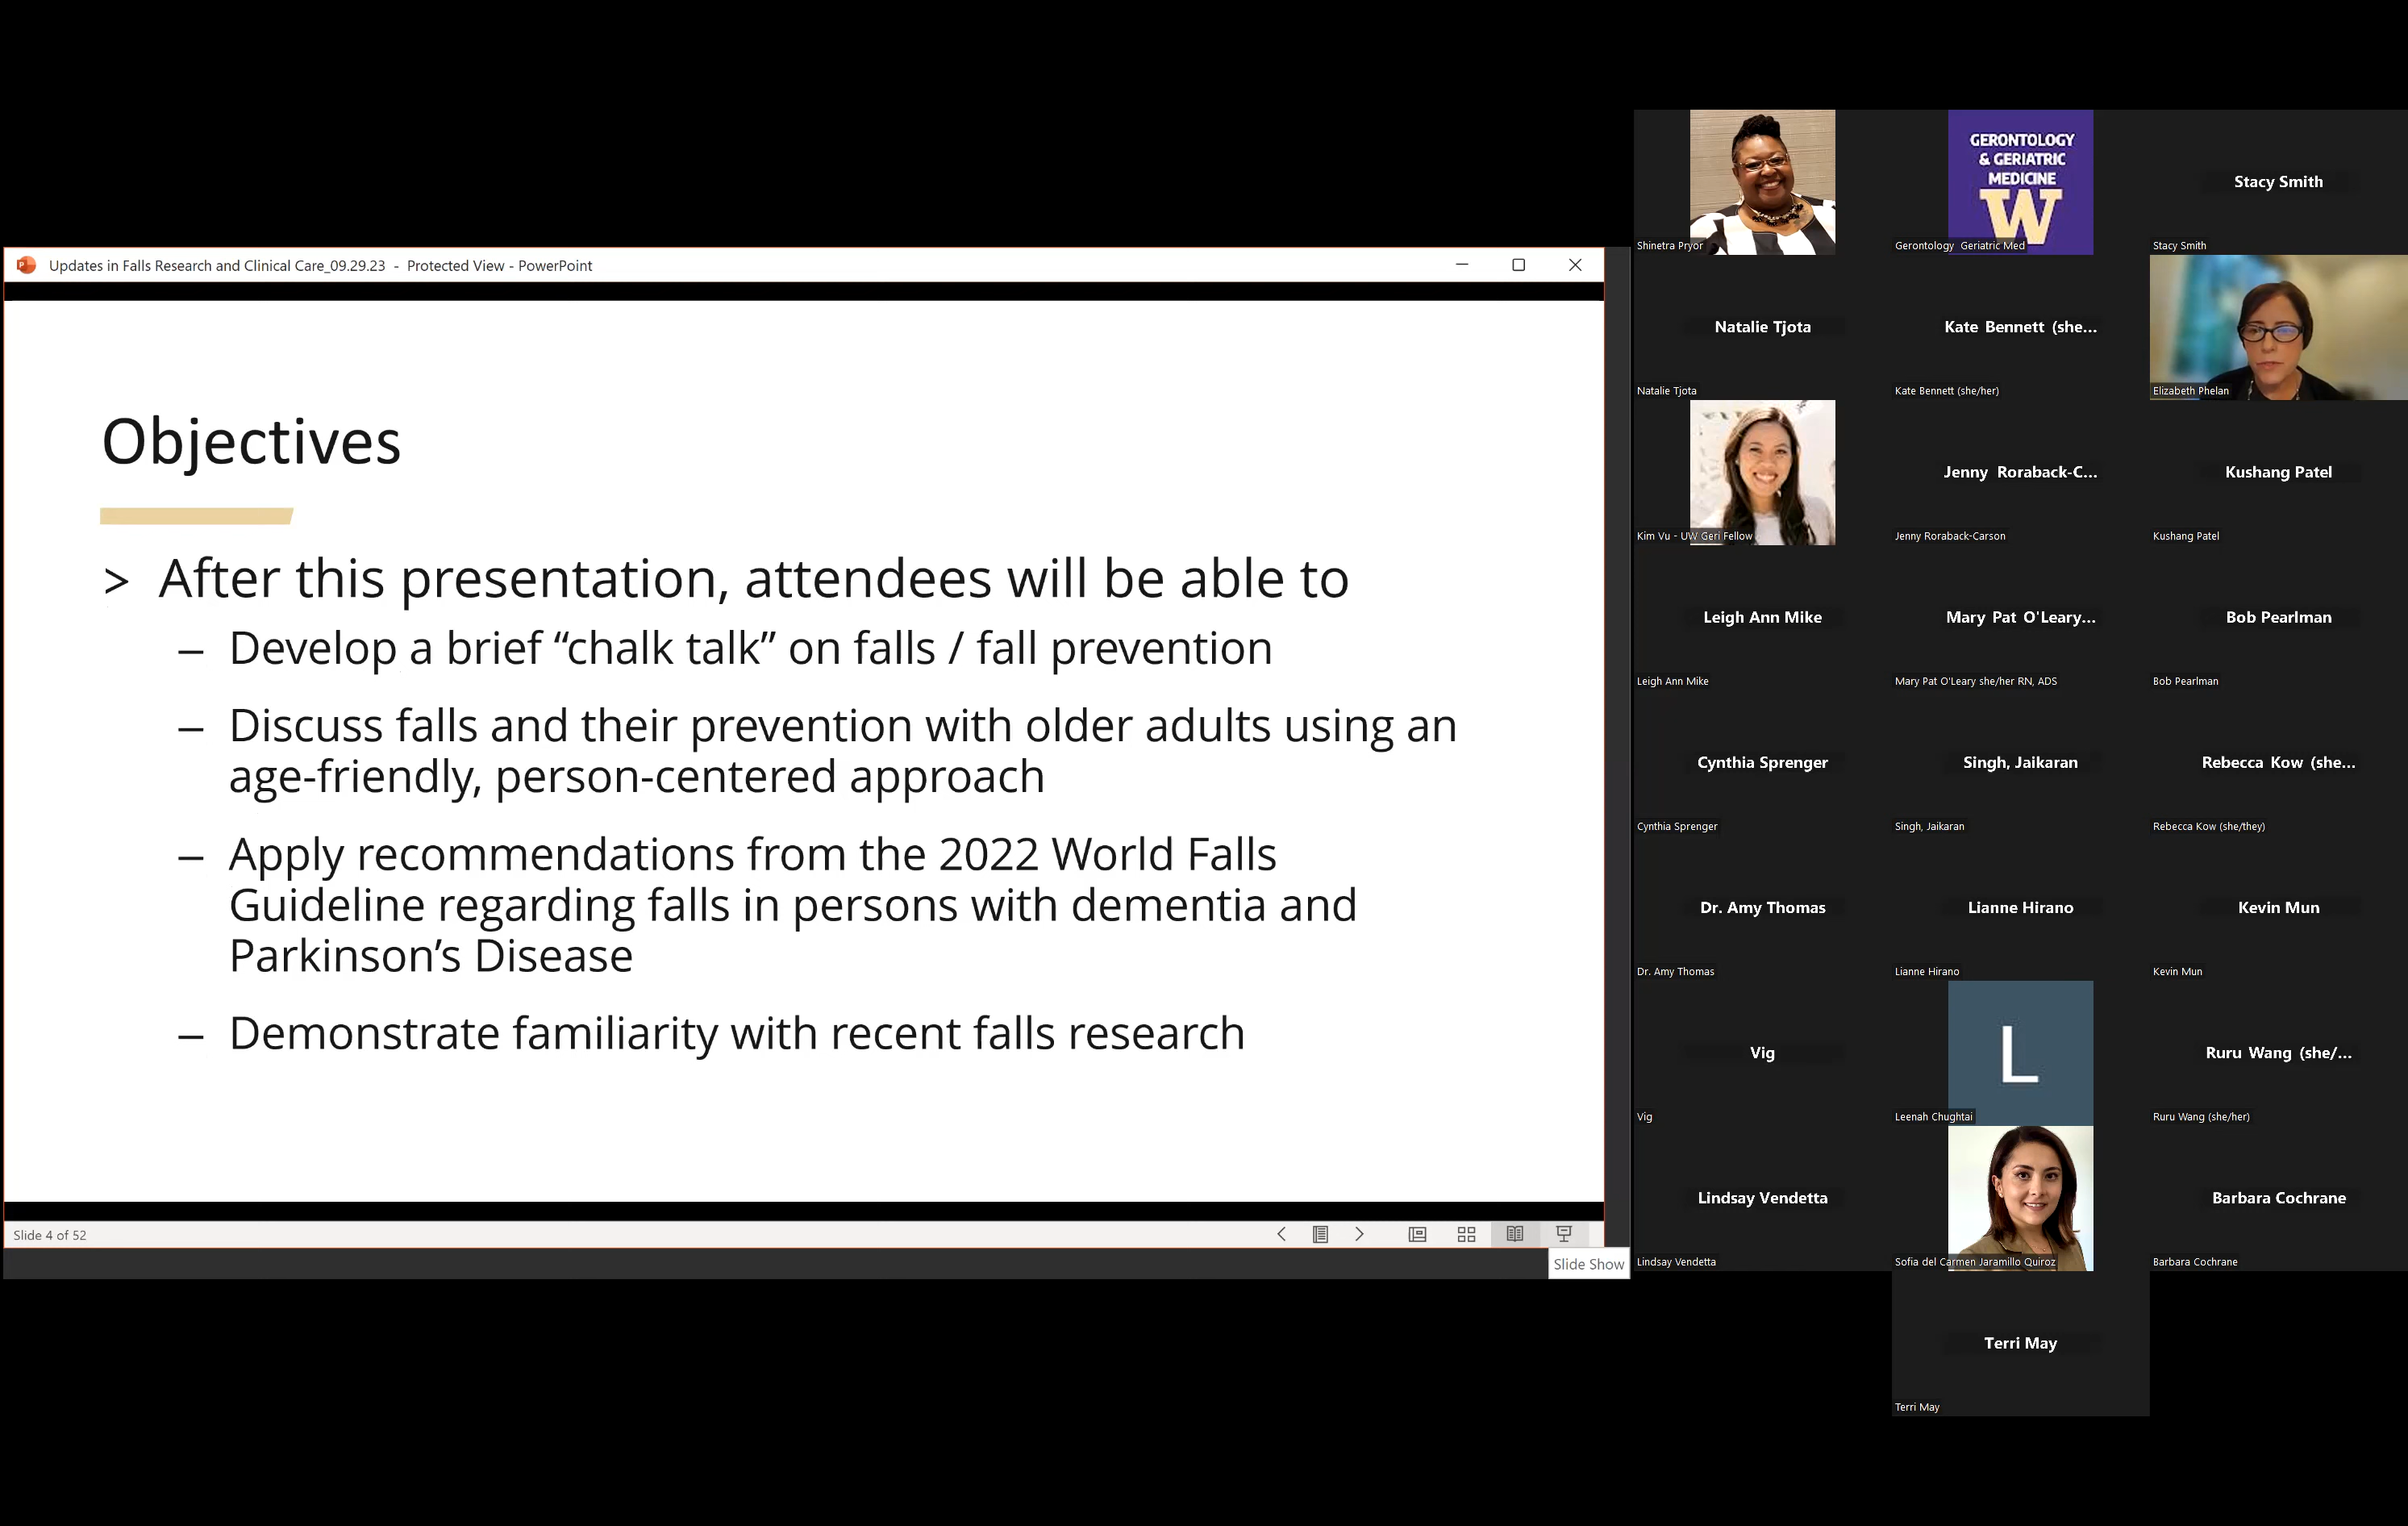 Updates in Falls Research and Clinical Care_09.29.23 - Protected View - PowerPoint
Objectives
> After this presentation, attendees will be able to
– Develop a brief “chalk talk” on falls / fall prevention
– Discuss falls and their prevention with older adults using an
age-friendly, person-centered approach
– Apply recommendations from the 2022 World Falls
Guideline regarding falls in persons with dementia and
Parkinson’s Disease
– Demonstrate familiarity with recent falls research
Slide 4 of 52
Slide Show
Shinetra Pryor
GERONTOLOGY
& GERIATRIC
MEDICINE
W
Gerontology Geriatric Med
Stacy Smith
Stacy Smith
Natalie Tjota
Natalie Tjota
Kate Bennett (she...
Kate Bennett (she/her)
Elizabeth Phelan
Kim Vu - UW Geri Fellow
Jenny Roraback-C...
Jenny Roraback-Carson
Kushang Patel
Kushang Patel
Leigh Ann Mike
Leigh Ann Mike
Mary Pat O'Leary...
Mary Pat O'Leary she/her RN, ADS
Bob Pearlman
Bob Pearlman
Cynthia Sprenger
Cynthia Sprenger
Singh, Jaikaran
Singh, Jaikaran
Rebecca Kow (she...
Rebecca Kow (she/they)
Dr. Amy Thomas
Dr. Amy Thomas
Lianne Hirano
Lianne Hirano
Kevin Mun
Kevin Mun
Vig
Vig
L
Leenah Chughtai
Ruru Wang (she/...
Ruru Wang (she/her)
Lindsay Vendetta
Lindsay Vendetta
Sofia del Carmen Jaramillo Quiroz
Barbara Cochrane
Barbara Cochrane
Terri May
Terri May